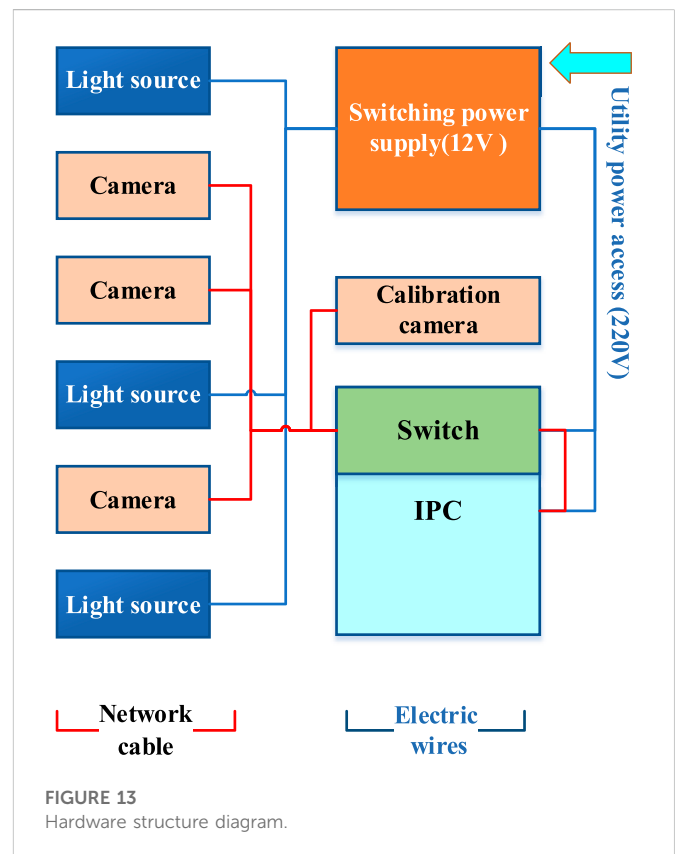 Light source
Camera
Camera
Light source
Camera
Light source
Switching power
supply(12V )
Utility power access (220V)
Calibration
camera
Switch
IPC
Network
cable
Electric
wires
FIGURE 13
Hardware structure diagram.